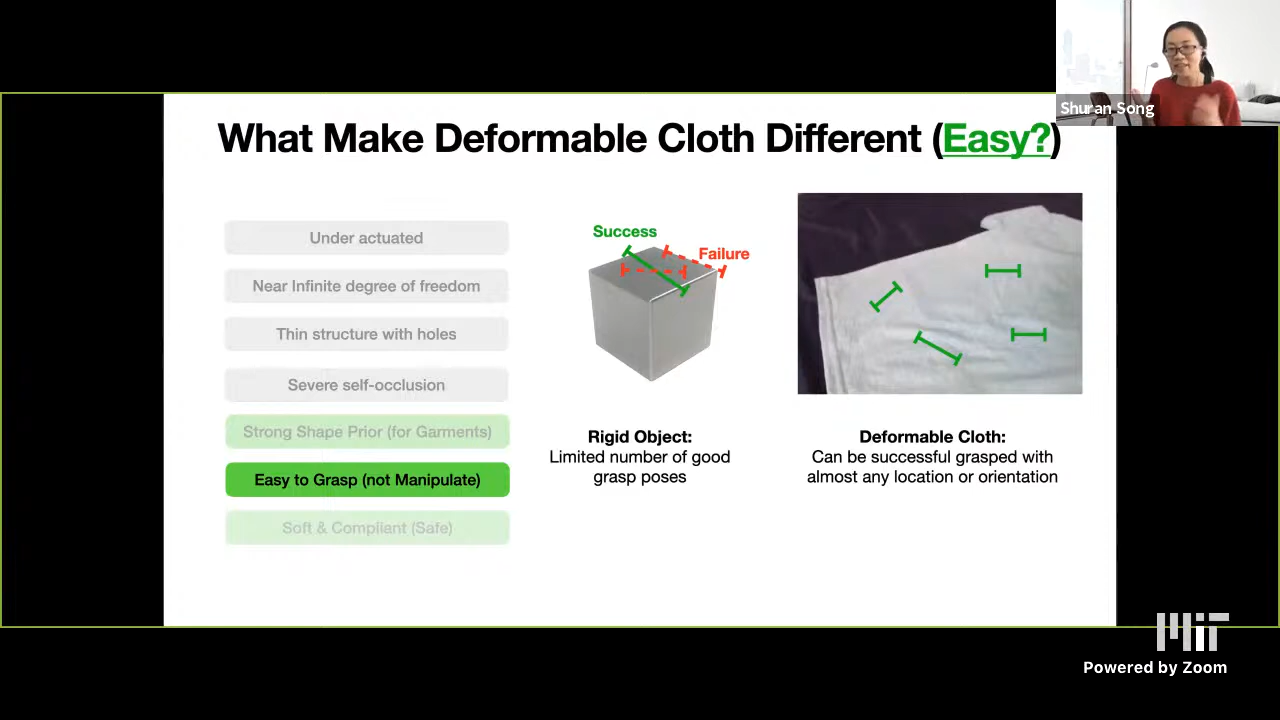 Shuran Song
What Make Deformable Cloth Different (Easy?)
Under actuated
Near Infinite degree of freedom
Thin structure with holes
Severe self-occlusion
Strong Shape Prior (for Garments)
Easy to Grasp (not Manipulate)
Soft & Compliant (Safe)
Success
Failure
Rigid Object:
Limited number of good
grasp poses
Deformable Cloth:
Can be successful grasped with
almost any location or orientation
MIT
Powered by Zoom